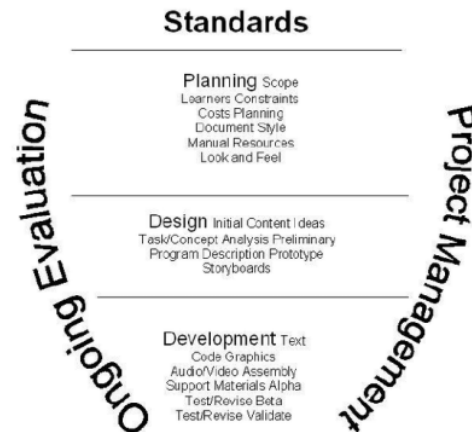 Standards
Planning Scope
Learners Constraints
Costs Planning
Document Style
Manual Resources
Look and Feel
Design Initial Content Ideas
Task/Concept Analysis Preliminary
Program Description Prototype
Storyboards
Development Text
Code Graphics
Audio/Video Assembly
Support Materials Alpha
Test/Revise Beta
Test/Revise Validate
Ongoing Evaluation
Project Management